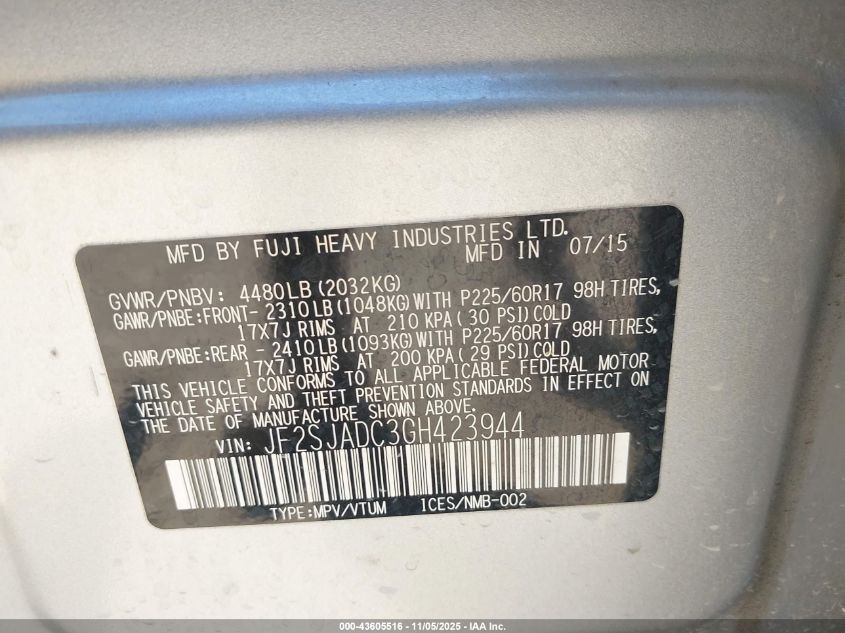 MFD BY FUJI HEAVY INDUSTRIES LTD.
MFD IN 07/15
GVWR/PNBV: 4480LB(2032KG)
GAWR/PNBE:FRONT- 2310LB(1048KG)WITH P225/60R17 98H TIRES,
17X7J RIMS AT 210 KPA(30 PSI)COLD
GAWR/PNBE:REAR - 2410LB(1093KG)WITH P225/60R17 98H TIRES,
17X7J RIMS AT 200 KPA(29 PSI)COLD
THIS VEHICLE CONFORMS TO ALL APPLICABLE FEDERAL MOTOR
VEHICLE SAFETY AND THEFT PREVENTION STANDARDS IN EFFECT ON
THE DATE OF MANUFACTURE SHOWN ABOVE.
VIN: JF2SJADC3GH423944
TYPE:MPV/VTUM 1CES/NMB-002
000-43605516 - 11/05/2025 - IAA Inc.